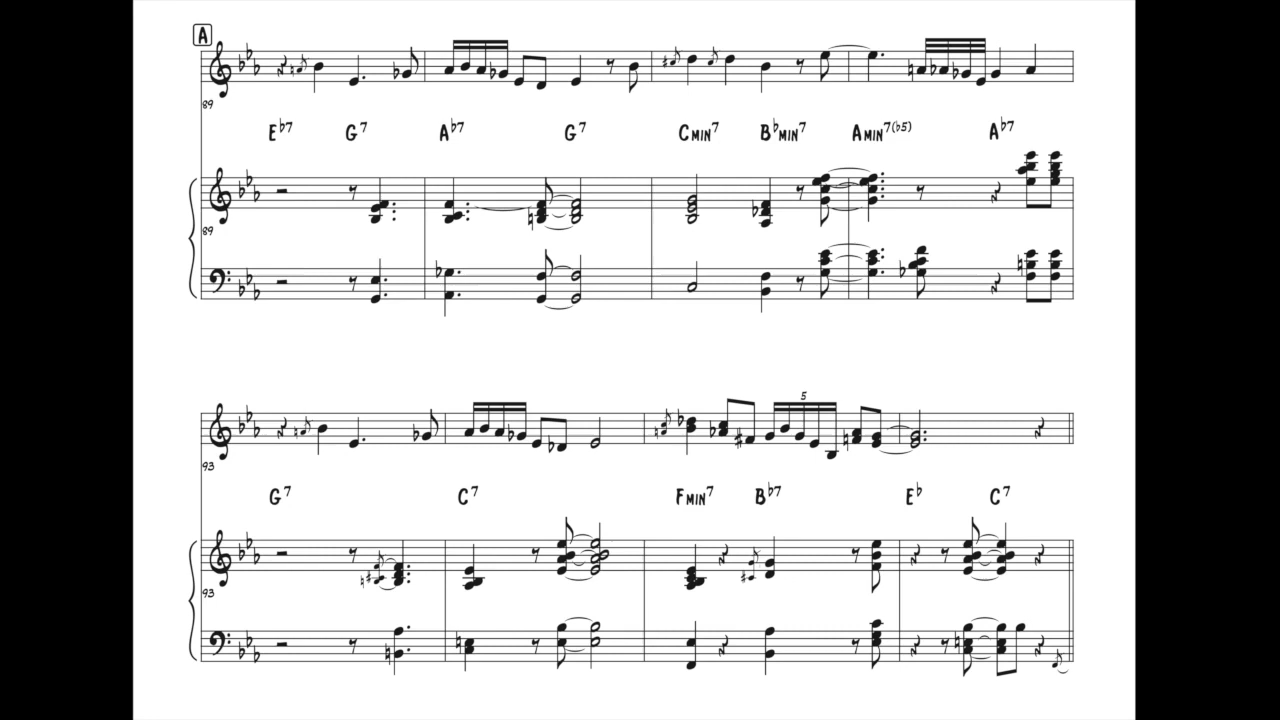 A
89
E♭7 G7 A♭7 G7 CMIN7 B♭MIN7 AMIN7(♭5) A♭7
89
5
93
G7 C7 FMIN7 B♭7 E♭ C7
93